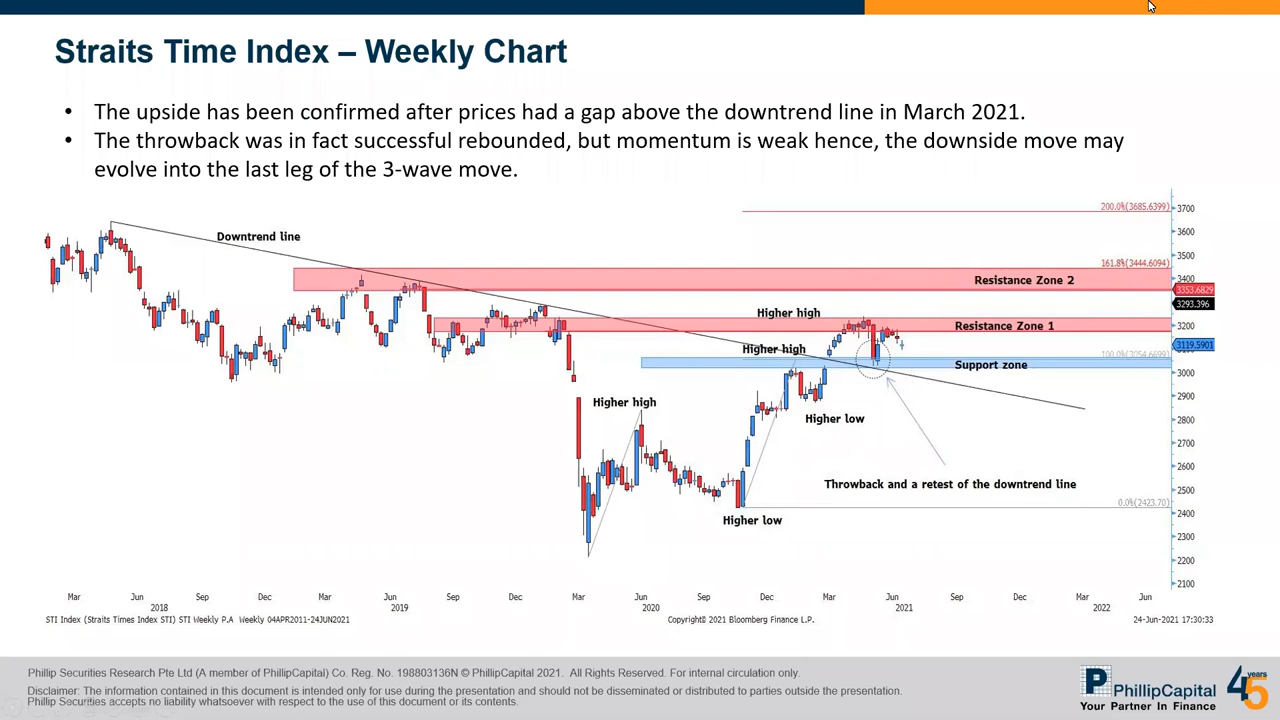 Straits Time Index – Weekly Chart
• The upside has been confirmed after prices had a gap above the downtrend line in March 2021.
• The throwback was in fact successful rebounded, but momentum is weak hence, the downside move may
evolve into the last leg of the 3-wave move.
200.0%(3685.6399)
3700
Downtrend line
3600
3500
161.8%(3444.6094)
Resistance Zone 2
3400
3353.6829
3293.396
Higher high
3200
Resistance Zone 1
Higher high
3119.5901
100.0%(3054.6699)
Support zone
3000
2900
Higher high
Higher low
2800
2700
2600
Throwback and a retest of the downtrend line
2500
0.0%(2423.70)
Higher low
2400
2300
2200
2100
Mar Jun Sep Dec Mar Jun Sep Dec Mar Jun Sep Dec Mar Jun Sep Dec Mar Jun
2018 2019 2020 2021 2022
STI Index (Straits Times Index STI) STI Weekly P.A Weekly 04APR2011-24JUN2021
Copyright© 2021 Bloomberg Finance L.P.
24-Jun-2021 17:30:33
Phillip Securities Research Pte Ltd (A member of PhillipCapital) Co. Reg. No. 198803136N © PhillipCapital 2021. All Rights Reserved. For internal circulation only.
Disclaimer: The information contained in this document is intended only for use during the presentation and should not be disseminated or distributed to parties outside the presentation.
Phillip Securities accepts no liability whatsoever with respect to the use of this document or its contents.
PhillipCapital
Your Partner In Finance
45 years